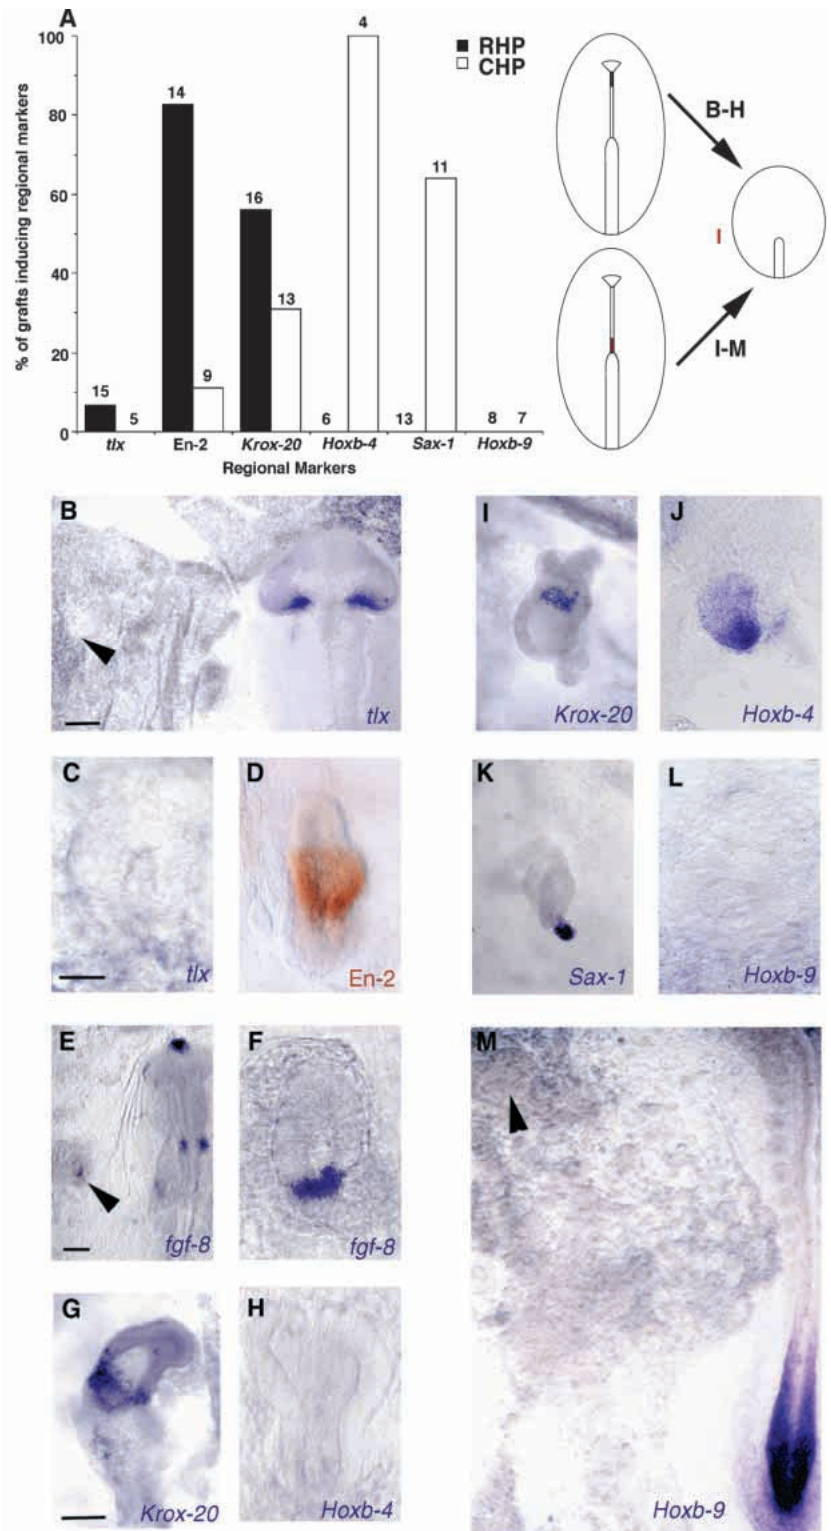 A
% of grafts inducing regional markers
100
80
60
40
20
0
15
5
14
9
16
13
6
4
13
11
8
7
tlx
En-2
Krox-20
Hoxb-4
Sax-1
Hoxb-9
Regional Markers
RHP
CHP
B-H
I
I-M
B
tlx
I
Krox-20
J
Hoxb-4
C
tlx
D
En-2
K
Sax-1
L
Hoxb-9
E
fgf-8
F
fgf-8
M
Hoxb-9
G
Krox-20
H
Hoxb-4